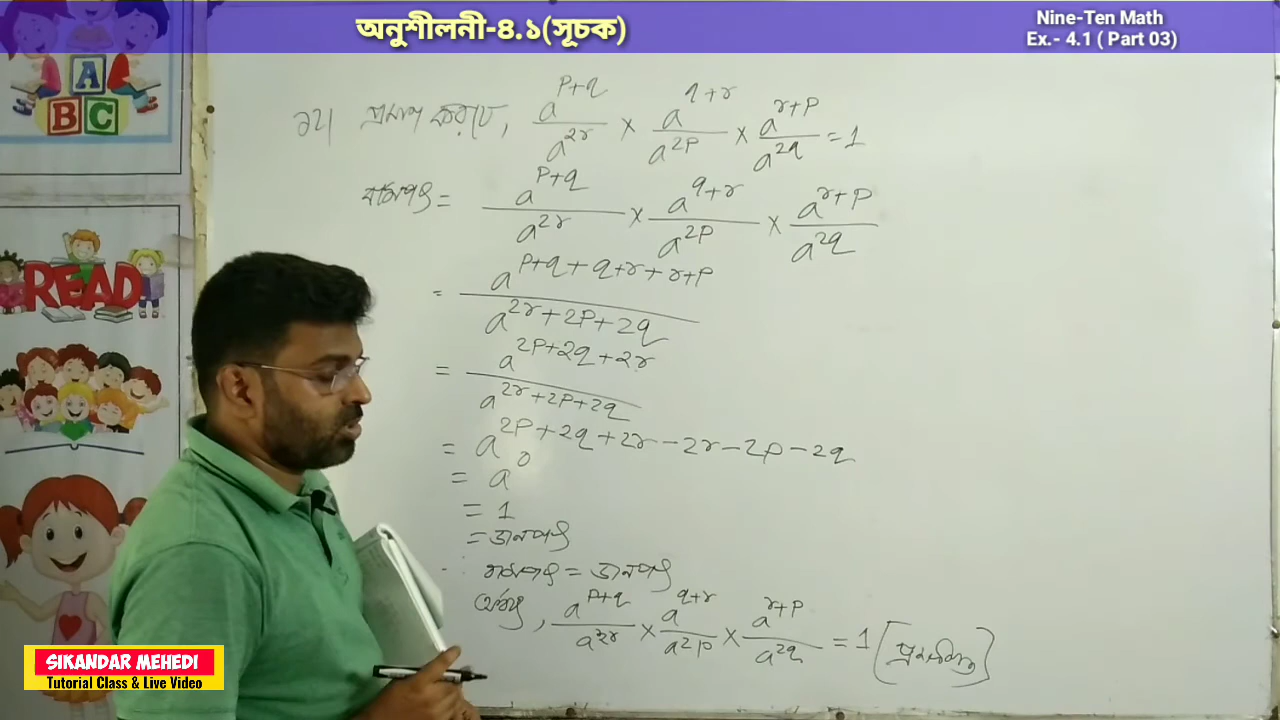 অনুশীলনী-৪.১(সূচক)
Nine-Ten Math
Ex.- 4.1 ( Part 03)
A
B C
READ
১২। প্রমাণ কর যে, a^(p+q)/a^(2r) × a^(q+r)/a^(2p) × a^(r+p)/a^(2q) = 1
বামপক্ষ = a^(p+q)/a^(2r) × a^(q+r)/a^(2p) × a^(r+p)/a^(2q)
= a^(p+q+q+r+r+p)/a^(2r+2p+2q)
= a^(2p+2q+2r)/a^(2r+2p+2q)
= a^(2p+2q+2r-2r-2p-2q)
= a^0
= 1
= ডানপক্ষ
∴ বামপক্ষ = ডানপক্ষ
অর্থাৎ, a^(p+q)/a^(2r) × a^(q+r)/a^(2p) × a^(r+p)/a^(2q) = 1 [প্রমাণিত]
SIKANDAR MEHEDI
Tutorial Class & Live Video